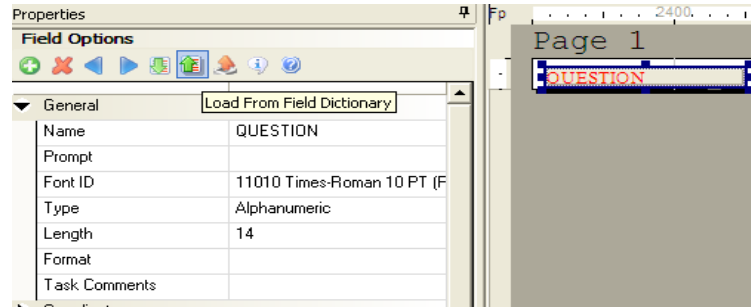 Properties
Fp
2400
Field Options
Page 1
QUESTION
Load From Field Dictionary
General
Name QUESTION
Prompt
Font ID 11010 Times-Roman 10 PT (F
Type Alphanumeric
Length 14
Format
Task Comments